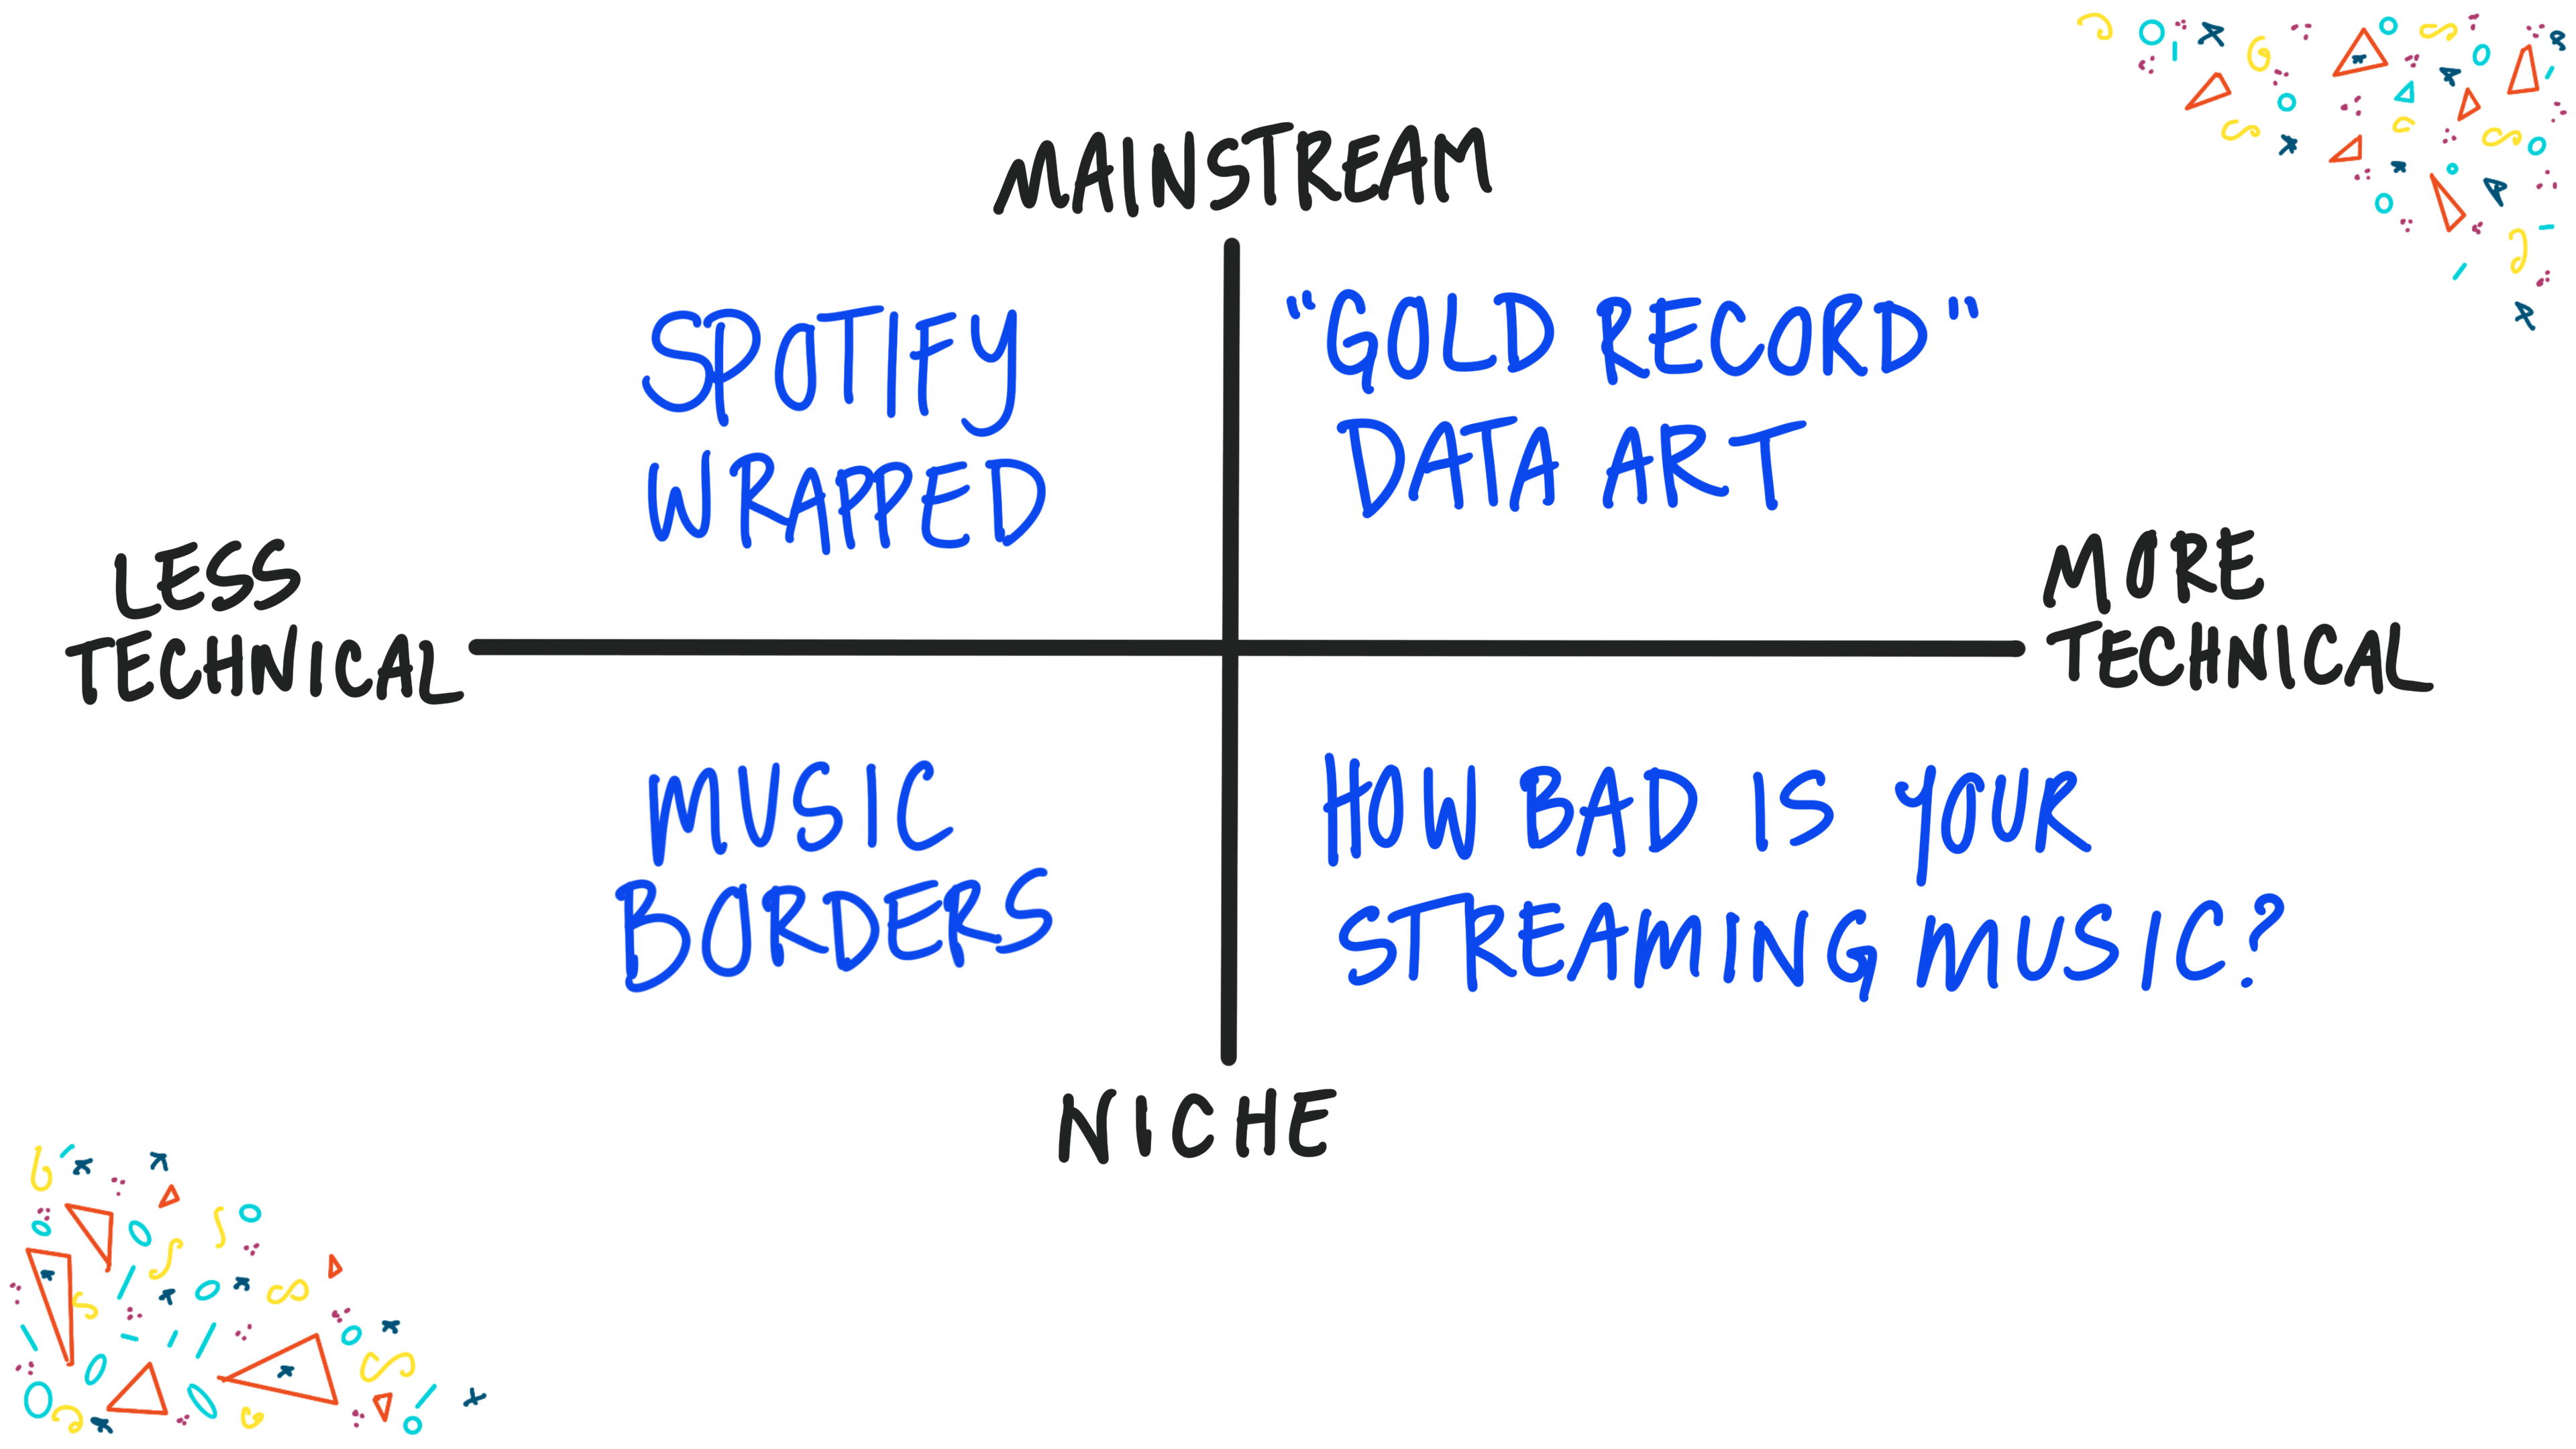 MAINSTREAM
SPOTIFY
WRAPPED
"GOLD RECORD"
DATA ART
LESS
TECHNICAL
MORE
TECHNICAL
MUSIC
BORDERS
HOW BAD IS YOUR
STREAMING MUSIC?
NICHE